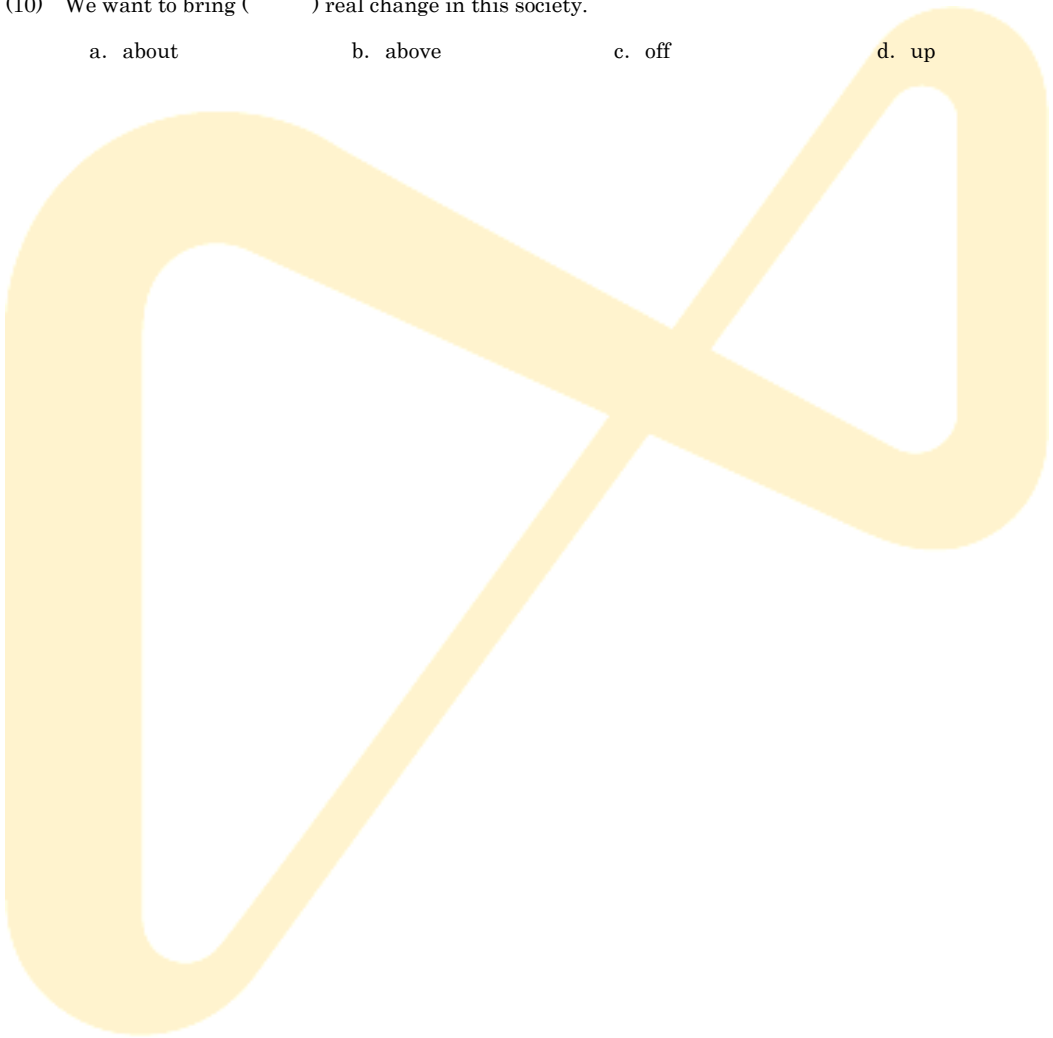 (10) We want to bring ( ) real change in this society.
a. about b. above c. off d. up